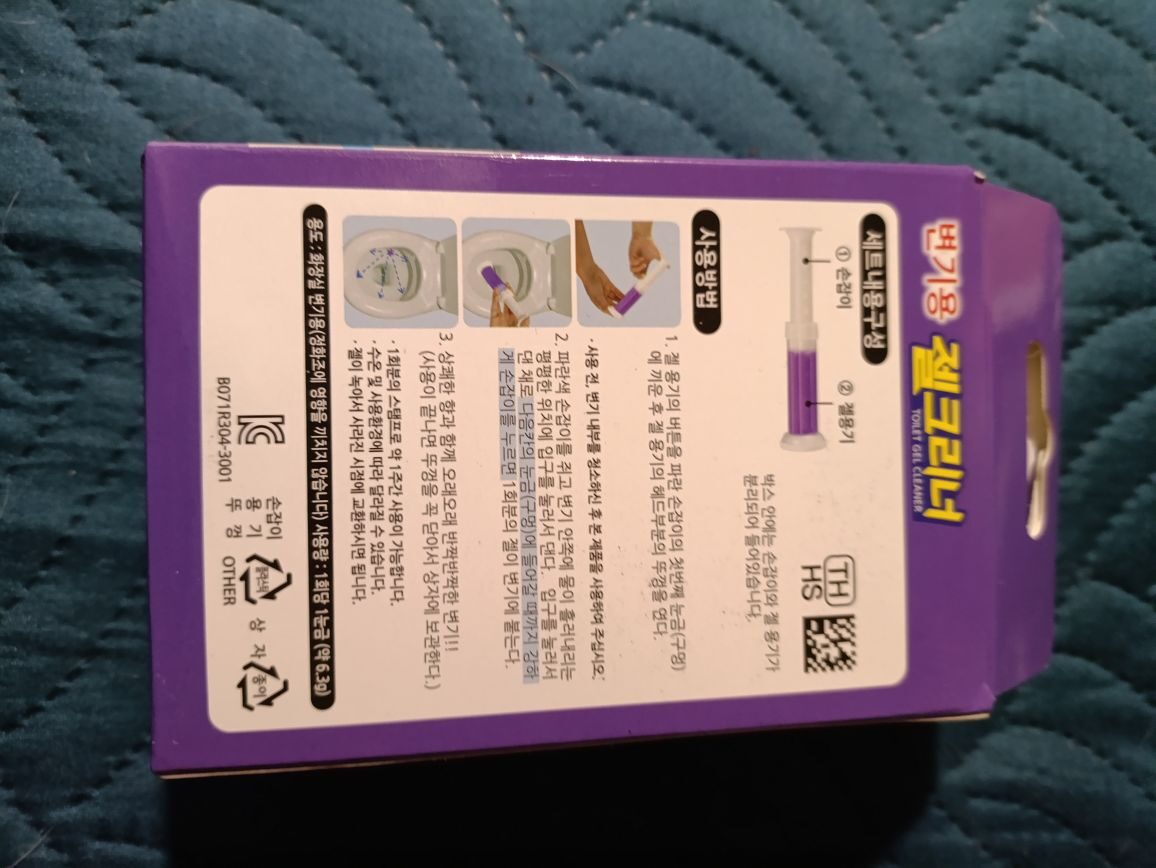 변기용 젤크리너
TOILET GEL CLEANER
세트내용구성
① 손잡이
② 젤용기
TH
HS
박스 안에는 손잡이와 젤 용기가
분리되어 들어있습니다.
사용방법
1. 젤 용기의 버튼을 파란 손잡이의 첫번째 눈금(구멍)
에 끼운 후 젤 용기의 헤드부분의 뚜껑을 연다.
· 사용 전, 변기 내부를 청소하신 후 본 제품을 사용하여 주십시오.
2. 파란색 손잡이를 쥐고 변기 안쪽에 물이 흘러내리는
평평한 위치에 입구를 눌러서 댄다. 입구를 눌러서
댄 채로 다음칸의 눈금(구멍)에 들어갈 때까지 강하
게 손잡이를 누르면 1회분의 젤이 변기에 붙는다.
3. 상쾌한 향과 함께 오래오래 반짝반짝한 변기!!!
(사용이 끝나면 뚜껑을 꼭 닫아서 상자에 보관한다.)
· 1회분의 스탬프로 약 1주간 사용이 가능합니다.
· 수온 및 사용환경에 따라 달라질 수 있습니다.
· 젤이 녹아서 사라진 시점에 교환하시면 됩니다.
용도 : 화장실 변기용(정화조에 영향을 끼치지 않습니다) 사용량 : 1회당 1눈금 (약 6.3g)
B071R304-3001
손잡이
용 기
뚜 껑
플라스틱
OTHER
상 자
종이